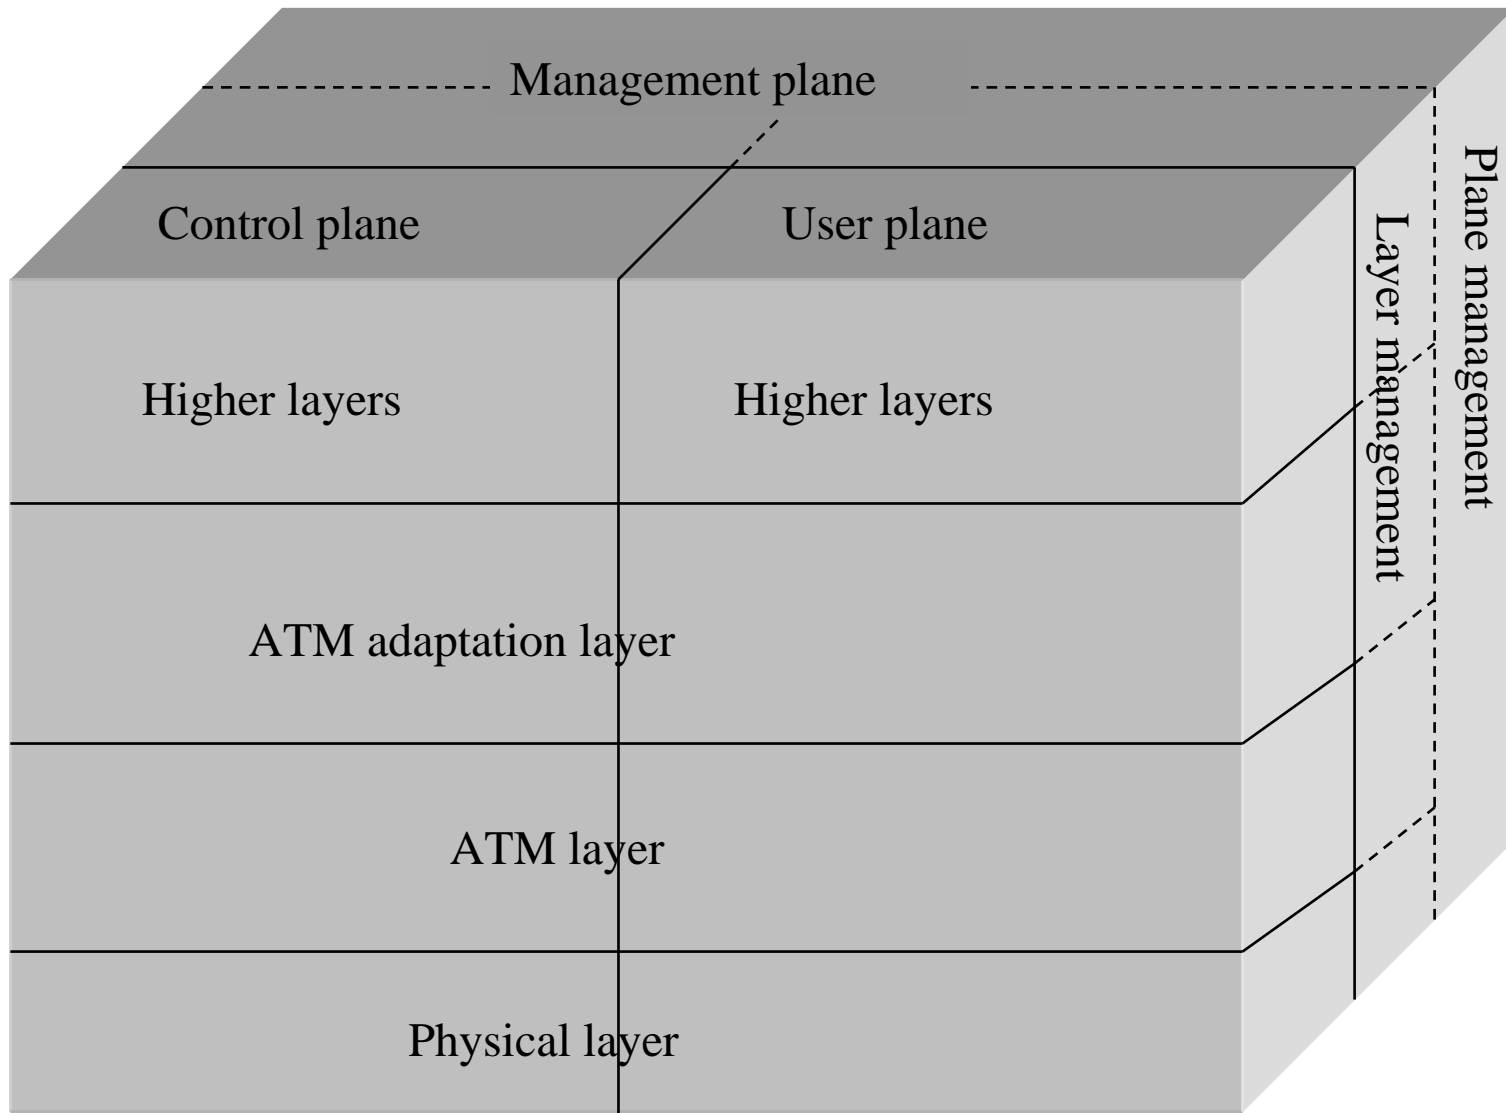 Management plane
Control plane
User plane
Plane management
Layer management
Higher layers
Higher layers
ATM adaptation layer
ATM layer
Physical layer